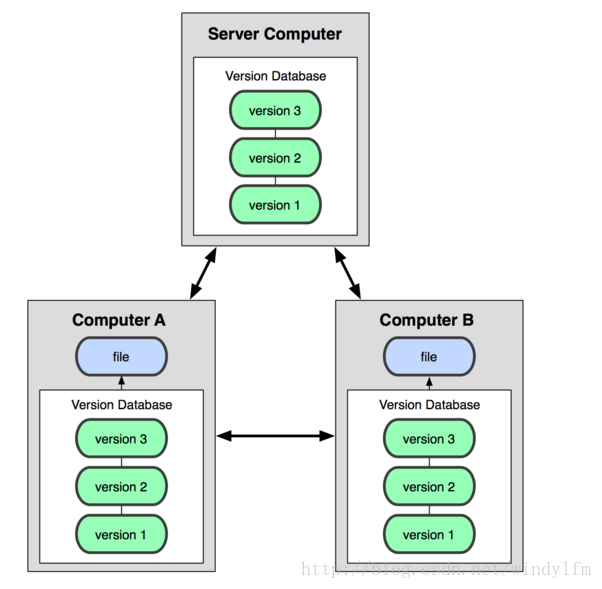 Server Computer
Version Database
version 3
version 2
version 1
Computer A
file
Version Database
version 3
version 2
version 1
Computer B
file
Version Database
version 3
version 2
version 1
http://blog.csdn.net/windylfm